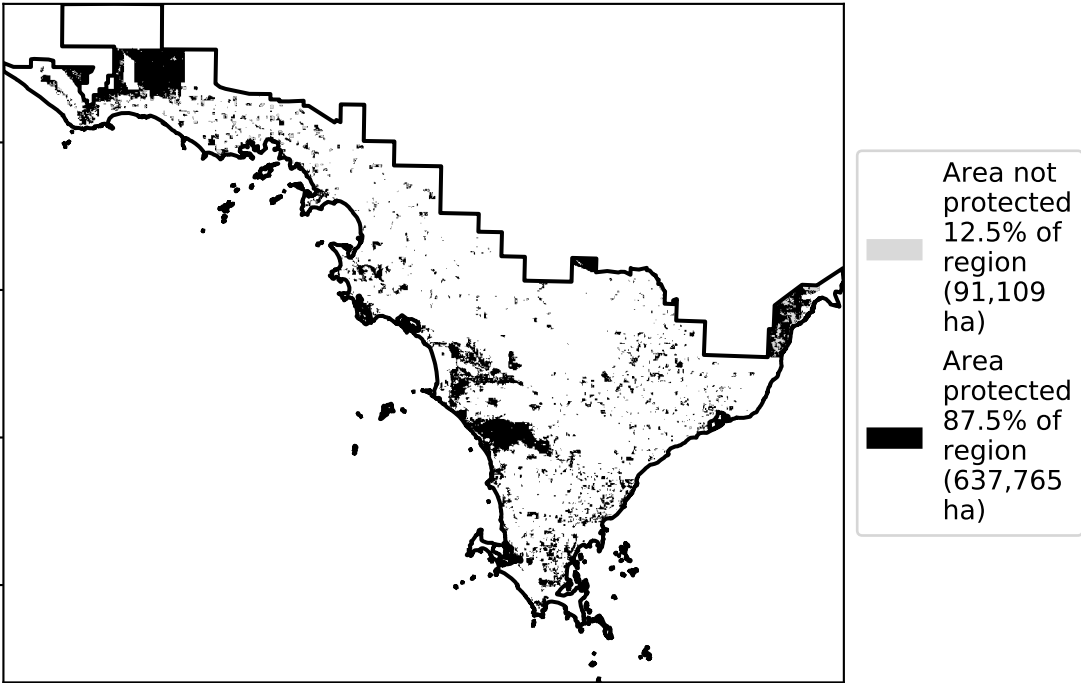 Area not
protected
12.5% of
region
(91,109
ha)
Area
protected
87.5% of
region
(637,765
ha)